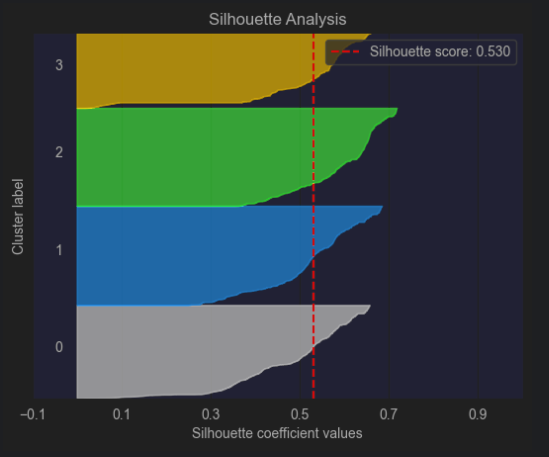 Silhouette Analysis
Silhouette score: 0.530
3
2
1
0
Cluster label
−0.1 0.1 0.3 0.5 0.7 0.9
Silhouette coefficient values